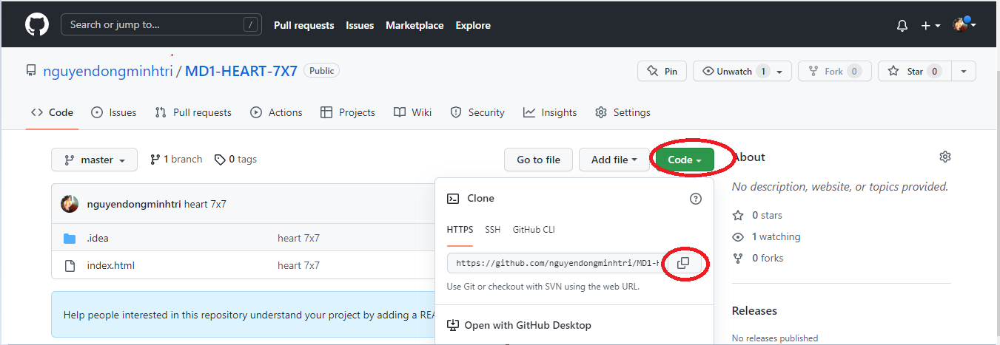 Search or jump to... / Pull requests Issues Marketplace Explore
nguyendongminhtri / MD1-HEART-7X7 Public Pin Unwatch 1 Fork 0 Star 0
Code Issues Pull requests Actions Projects Wiki Security Insights Settings
master 1 branch 0 tags Go to file Add file Code About
No description, website, or topics provided.
nguyendongminhtri heart 7x7
Clone ?
.idea heart 7x7
HTTPS SSH GitHub CLI
0 stars
1 watching
index.html heart 7x7
https://github.com/nguyendongminhtri/MD1-H
0 forks
Use Git or checkout with SVN using the web URL.
Help people interested in this repository understand your project by adding a REA
Releases
Open with GitHub Desktop
No releases published